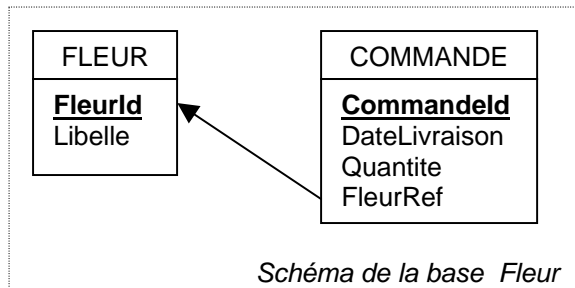 FLEUR
FleurId
Libelle
COMMANDE
CommandeId
DateLivraison
Quantite
FleurRef
Schéma de la base Fleur